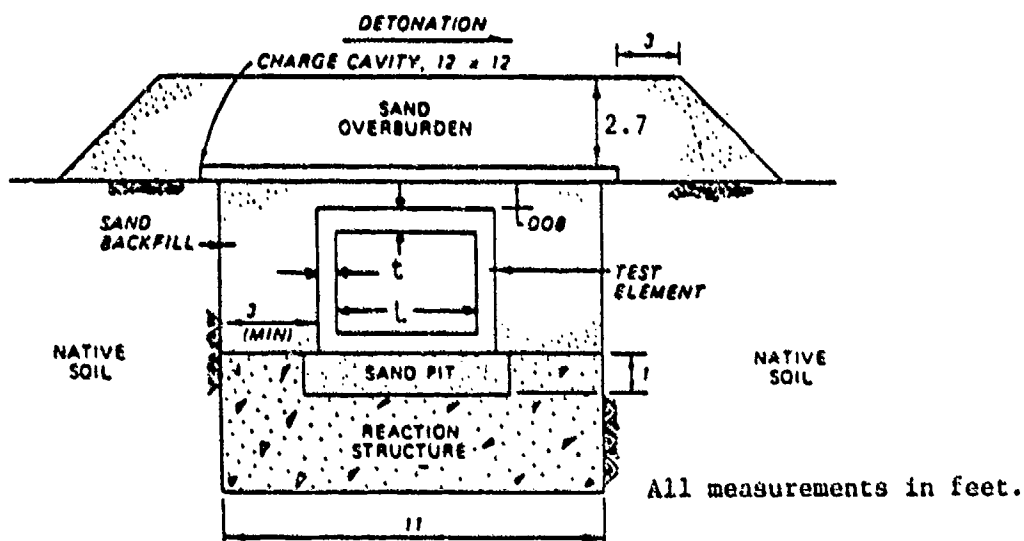 DETONATION
CHARGE CAVITY, 12 x 12
3
SAND
OVERBURDEN
2.7
SAND
BACKFILL
DOB
t
L
TEST
ELEMENT
3
(MIN)
NATIVE
SOIL
SAND PIT
1
NATIVE
SOIL
REACTION
STRUCTURE
11
All measurements in feet.